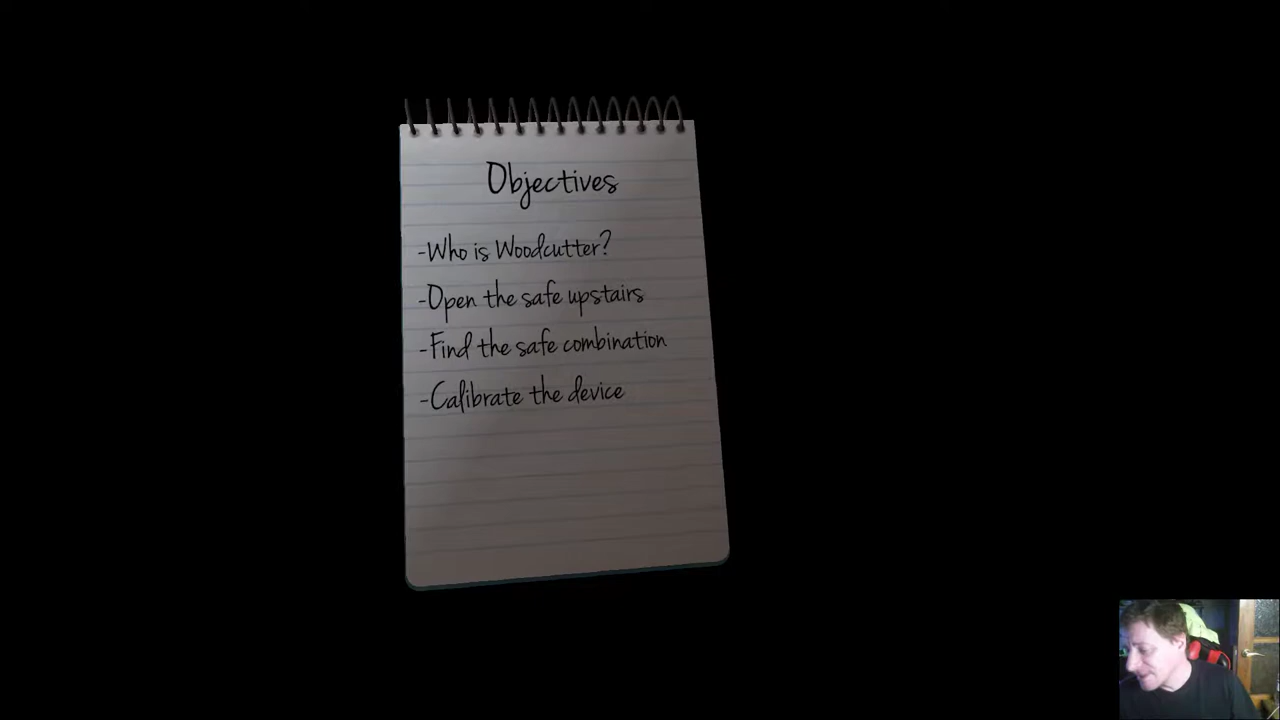 Objectives
-Who is Woodcutter?
-Open the safe upstairs
-Find the safe combination
-Calibrate the device